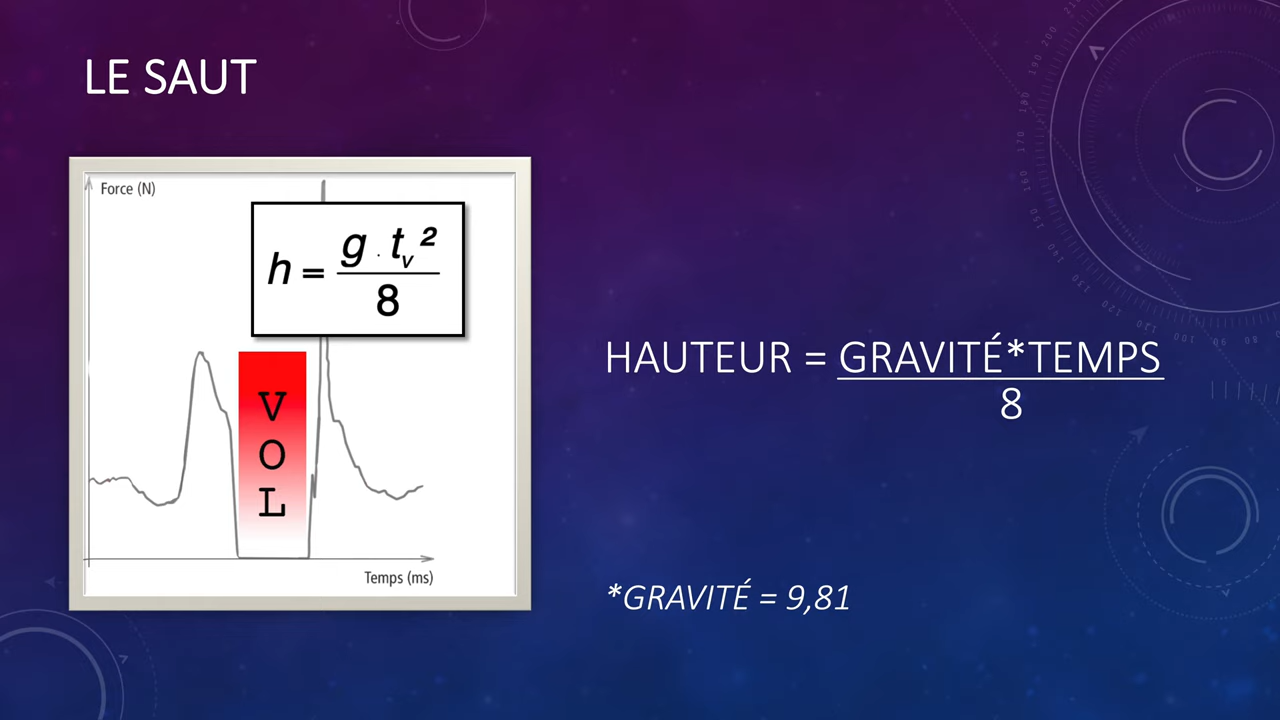 LE SAUT
Force (N)
h = g · tᵥ²
8
V
O
L
Temps (ms)
HAUTEUR = GRAVITÉ*TEMPS
8
*GRAVITÉ = 9,81